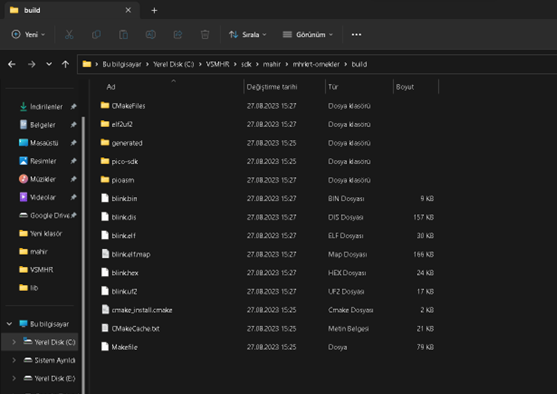 build
Yeni
Sırala
Görünüm
Bu bilgisayar > Yerel Disk (C:) > VSMHR > sdk > mahir > mhrkrt-ornekler > build
Ad Değiştirme tarihi Tür Boyut
İndirilenler
Belgeler
Masaüstü
Resimler
Müzikler
Videolar
Google Drive
Yeni klasör
mahir
VSMHR
lib
Bu bilgisayar
Yerel Disk (C:)
Sistem Ayrıldı
Yerel Disk (E:)
CMakeFiles 27.08.2023 15:27 Dosya klasörü
elf2uf2 27.08.2023 15:27 Dosya klasörü
generated 27.08.2023 15:25 Dosya klasörü
pico-sdk 27.08.2023 15:25 Dosya klasörü
pioasm 27.08.2023 15:27 Dosya klasörü
blink.bin 27.08.2023 15:27 BIN Dosyası 9 KB
blink.dis 27.08.2023 15:27 DIS Dosyası 157 KB
blink.elf 27.08.2023 15:27 ELF Dosyası 30 KB
blink.elf.map 27.08.2023 15:27 Map Dosyası 166 KB
blink.hex 27.08.2023 15:27 HEX Dosyası 24 KB
blink.uf2 27.08.2023 15:27 UF2 Dosyası 17 KB
cmake_install.cmake 27.08.2023 15:25 Cmake Dosyası 2 KB
CMakeCache.txt 27.08.2023 15:25 Metin Belgesi 21 KB
Makefile 27.08.2023 15:25 Dosya 79 KB